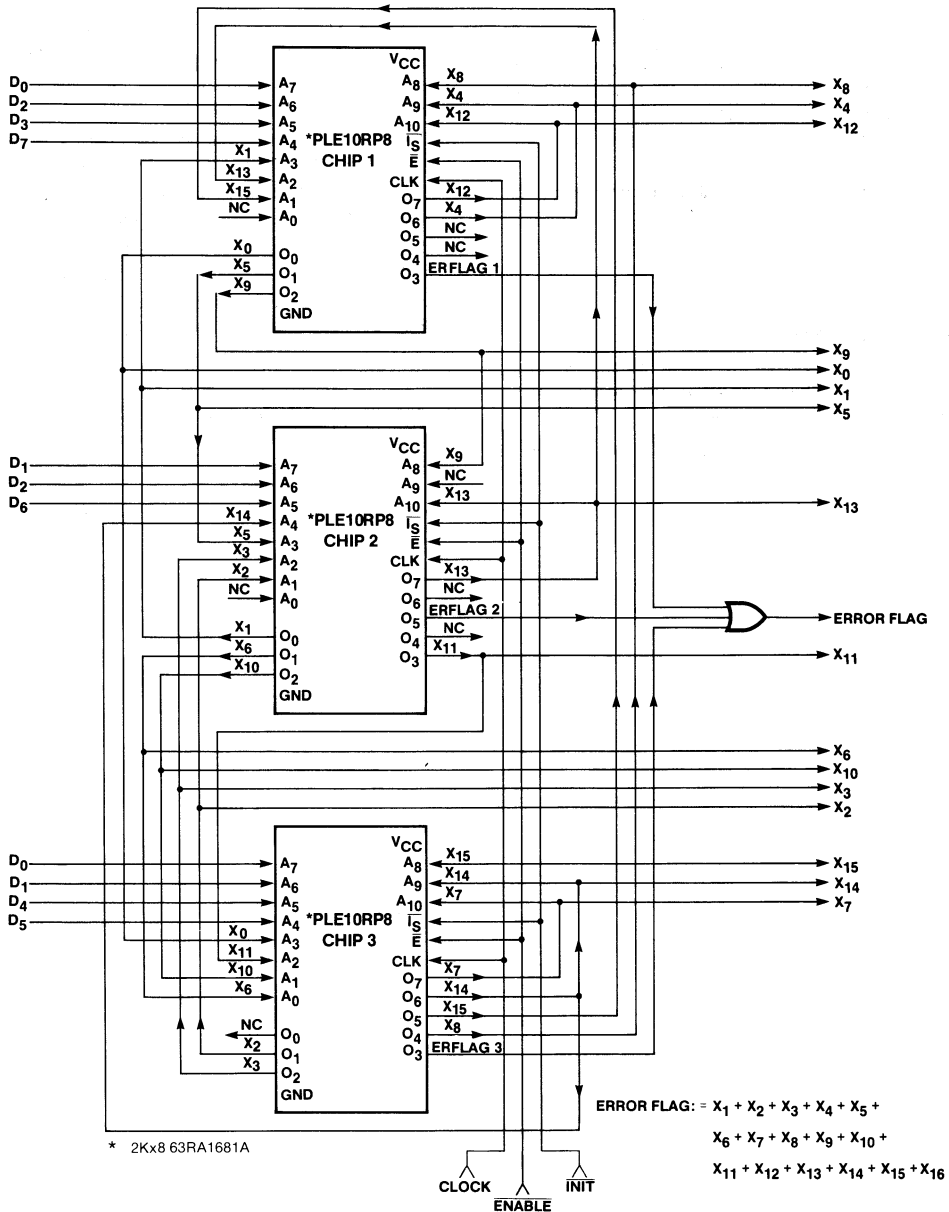 VCC
D0 A7 A8 X8 X8
D2 A6 A9 X4 X4
D3 A5 A10 X12 X12
D7 A4 *PLE10RP8 IS
X1 A3 CHIP 1 E
X13 A2 CLK
X15 A1 O7 X12
NC A0 O6 X4
O5 NC
X0 O0 O4 NC
X5 O1 O3 ERFLAG 1
X9 O2
GND
X9
X0
X1
X5
VCC
D1 A7 A8 X9
D2 A6 A9 NC
D6 A5 A10 X13 X13
X14 A4 *PLE10RP8 IS
X5 A3 CHIP 2 E
X3 A2 CLK
X2 A1 O7 X13
NC A0 O6 NC
O5 ERFLAG 2 ERROR FLAG
X1 O0 O4 NC
X6 O1 O3 X11 X11
X10 O2
GND
X6
X10
X3
X2
VCC
D0 A7 A8 X15 X15
D1 A6 A9 X14 X14
D4 A5 A10 X7 X7
D5 A4 *PLE10RP8 IS
X0 A3 CHIP 3 E
X11 A2 CLK
X10 A1 O7 X7
X6 A0 O6 X14
O5 X15
NC O0 O4 X8
X2 O1 O3 ERFLAG 3
X3 O2
GND
ERROR FLAG: = X1 + X2 + X3 + X4 + X5 +
X6 + X7 + X8 + X9 + X10 +
X11 + X12 + X13 + X14 + X15 + X16
* 2Kx8 63RA1681A
CLOCK
ENABLE
INIT